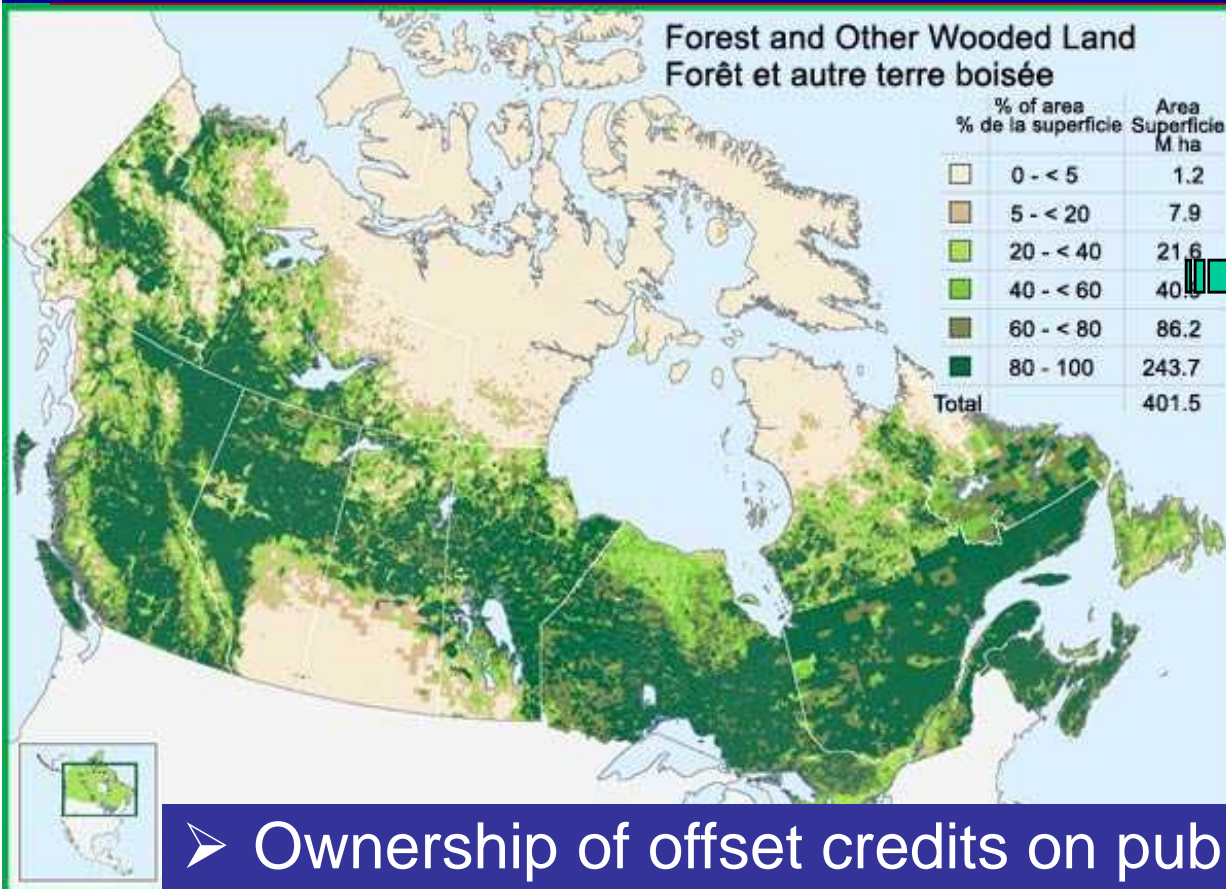 Forest and Other Wooded Land
Forêt et autre terre boisée
% of area Area
% de la superficie Superficie
M ha
0 - < 5 1.2
5 - < 20 7.9
20 - < 40 21.6
40 - < 60
60 - < 80 86.2
80 - 100 243.7
Total 401.5
➢ Ownership of offset credits on pub